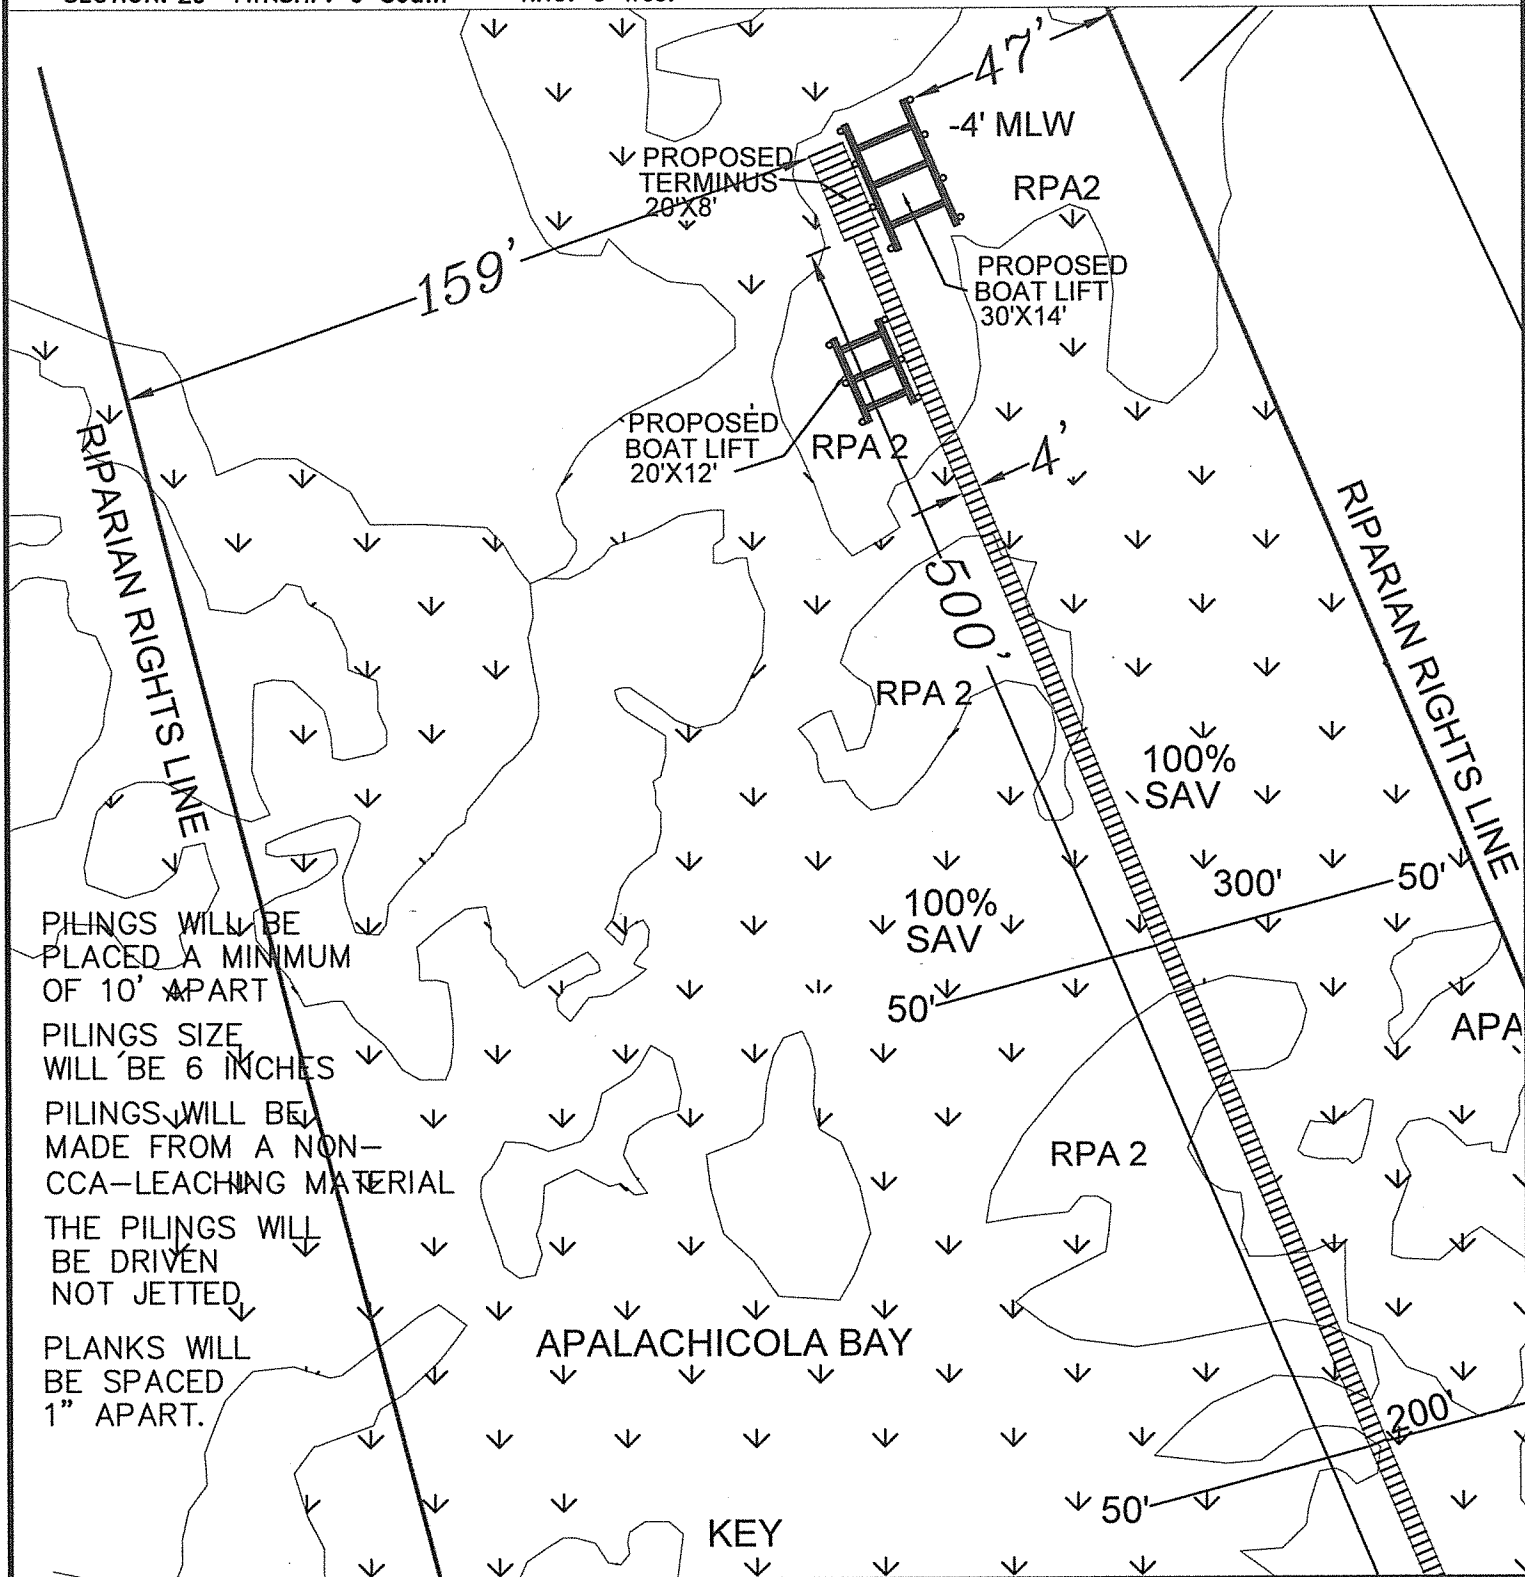 47'
-4' MLW
PROPOSED
TERMINUS
20'X8'
RPA2
159'
PROPOSED
BOAT LIFT
30'X14'
PROPOSED
BOAT LIFT
20'X12'
RPA 2
4'
RIPARIAN RIGHTS LINE
RIPARIAN RIGHTS LINE
500'
RPA 2
100%
SAV
300'
50'
100%
SAV
50'
PILINGS WILL BE
PLACED A MINIMUM
OF 10' APART
PILINGS SIZE
WILL BE 6 INCHES
PILINGS WILL BE
MADE FROM A NON-
CCA-LEACHING MATERIAL
THE PILINGS WILL
BE DRIVEN
NOT JETTED
PLANKS WILL
BE SPACED
1" APART.
APA
RPA 2
APALACHICOLA BAY
200'
50'
KEY